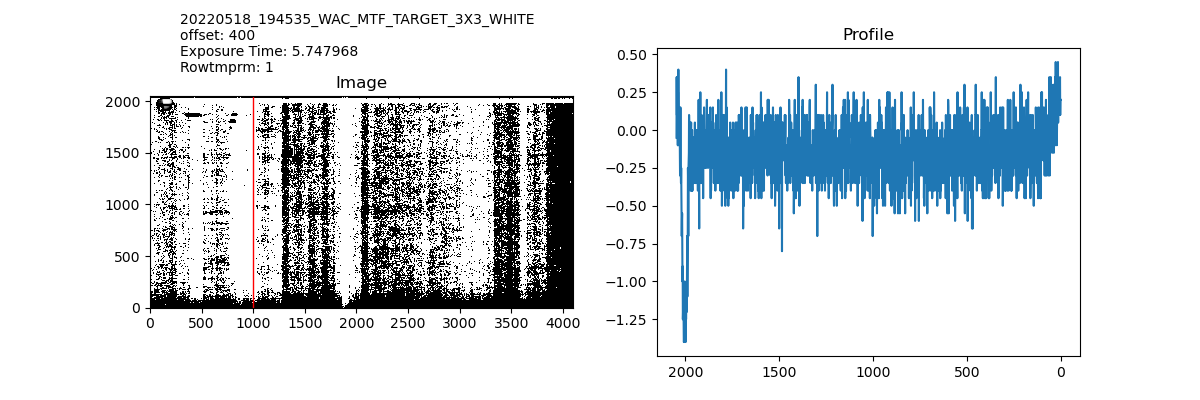 20220518_194535_WAC_MTF_TARGET_3X3_WHITE
offset: 400
Exposure Time: 5.747968
Rowtmprm: 1
Image
2000
1500
1000
500
0
0 500 1000 1500 2000 2500 3000 3500 4000
Profile
0.50
0.25
0.00
−0.25
−0.50
−0.75
−1.00
−1.25
2000 1500 1000 500 0